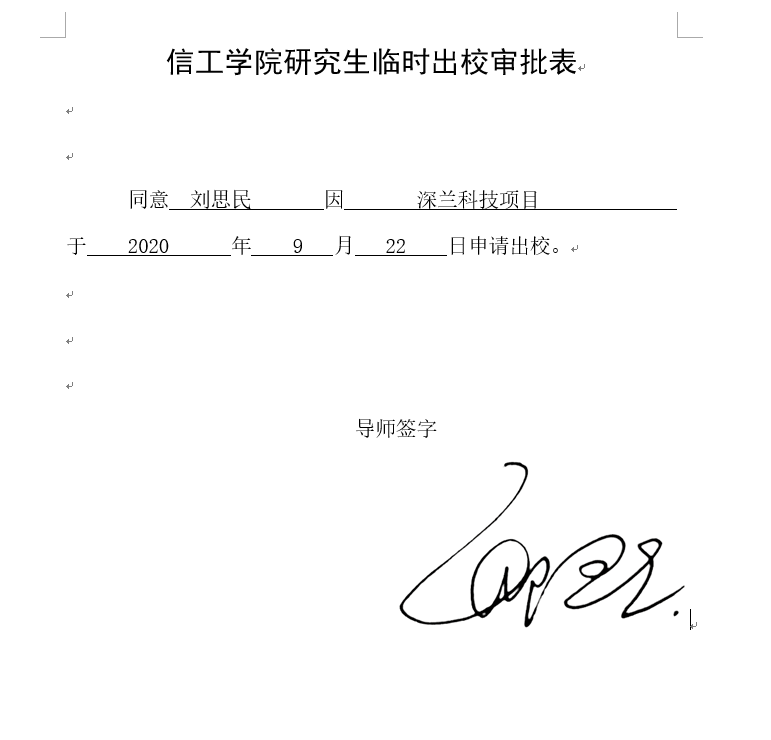 信工学院研究生临时出校审批表
同意 刘思民 因 深兰科技项目
于 2020 年 9 月 22 日申请出校。
导师签字